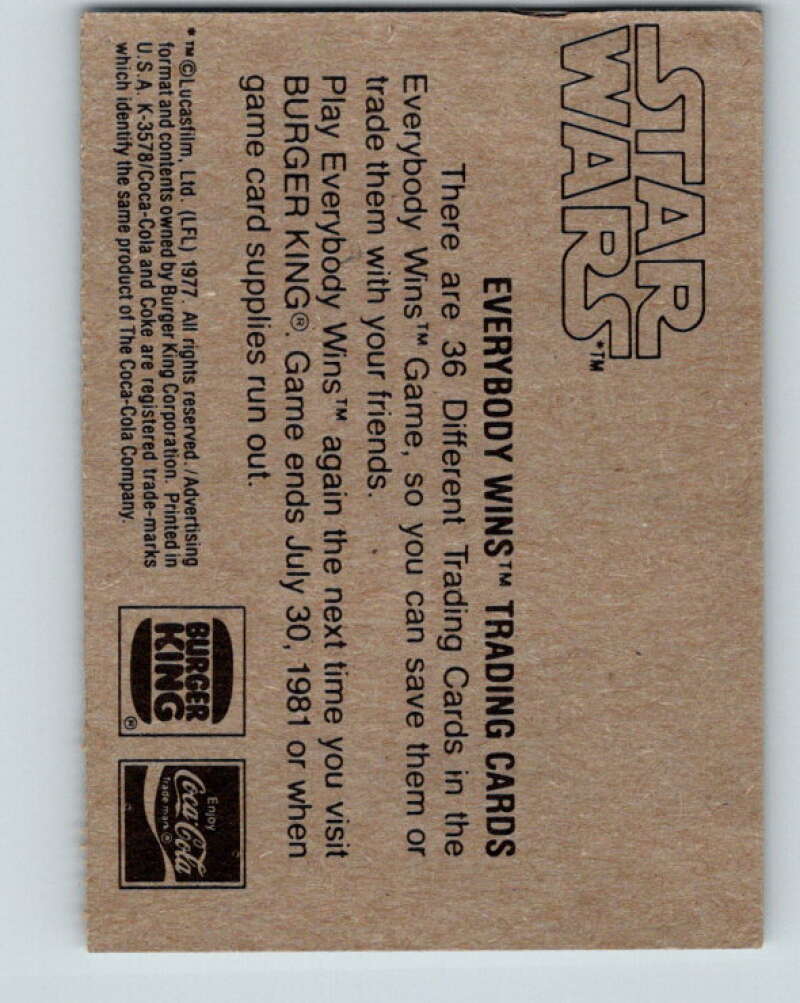 STAR
WARS*™
EVERYBODY WINS™ TRADING CARDS
There are 36 Different Trading Cards in the
Everybody Wins™ Game, so you can save them or
trade them with your friends.
Play Everybody Wins™ again the next time you visit
BURGER KING®. Game ends July 30, 1981 or when
game card supplies run out.
*™©Lucasfilm, Ltd. (LFL) 1977. All rights reserved./Advertising
format and contents owned by Burger King Corporation. Printed in
U.S.A. K-3578/Coca-Cola and Coke are registered trade-marks
which identify the same product of The Coca-Cola Company.
BURGER
KING
®
Enjoy
Coca-Cola
Trade-mark®